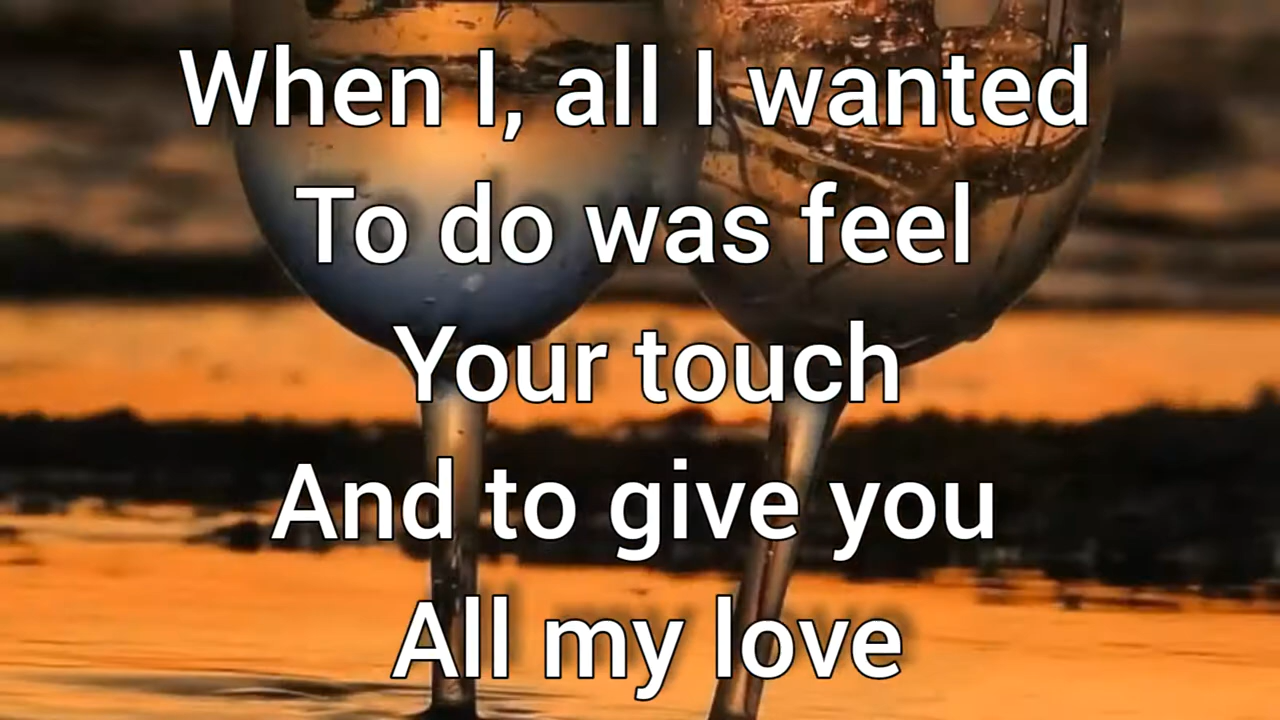 When I, all I wanted
To do was feel
Your touch
And to give you
All my love